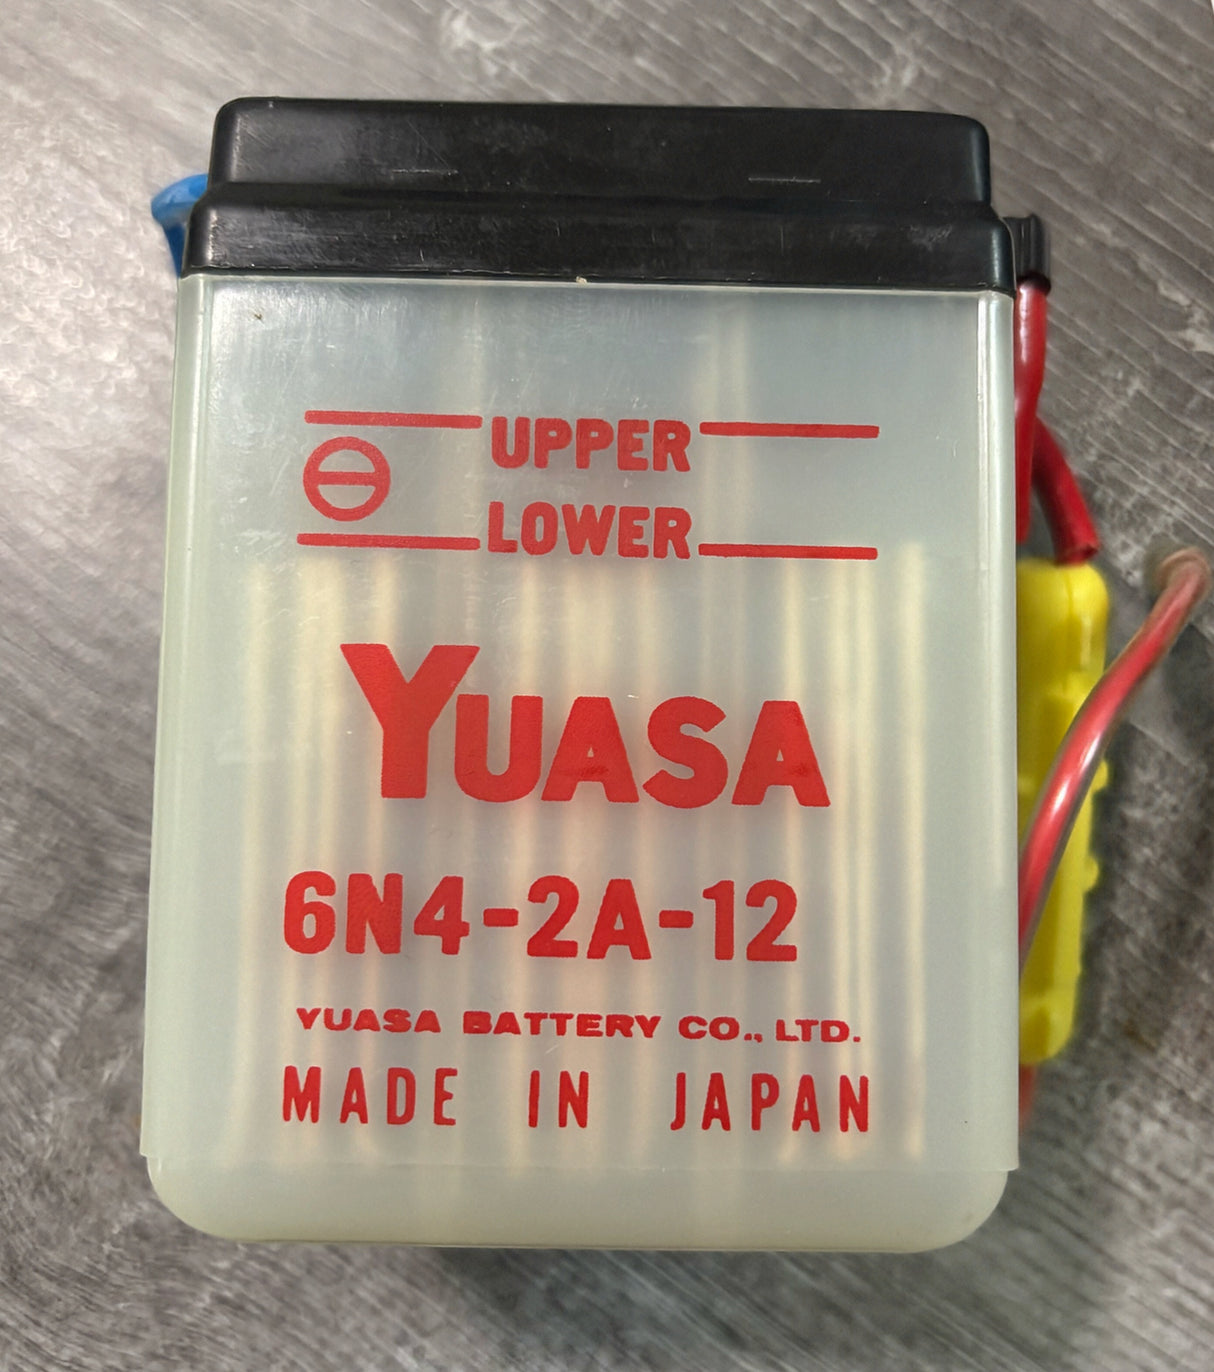 UPPER
LOWER
YUASA
6N4-2A-12
YUASA BATTERY CO., LTD.
MADE IN JAPAN